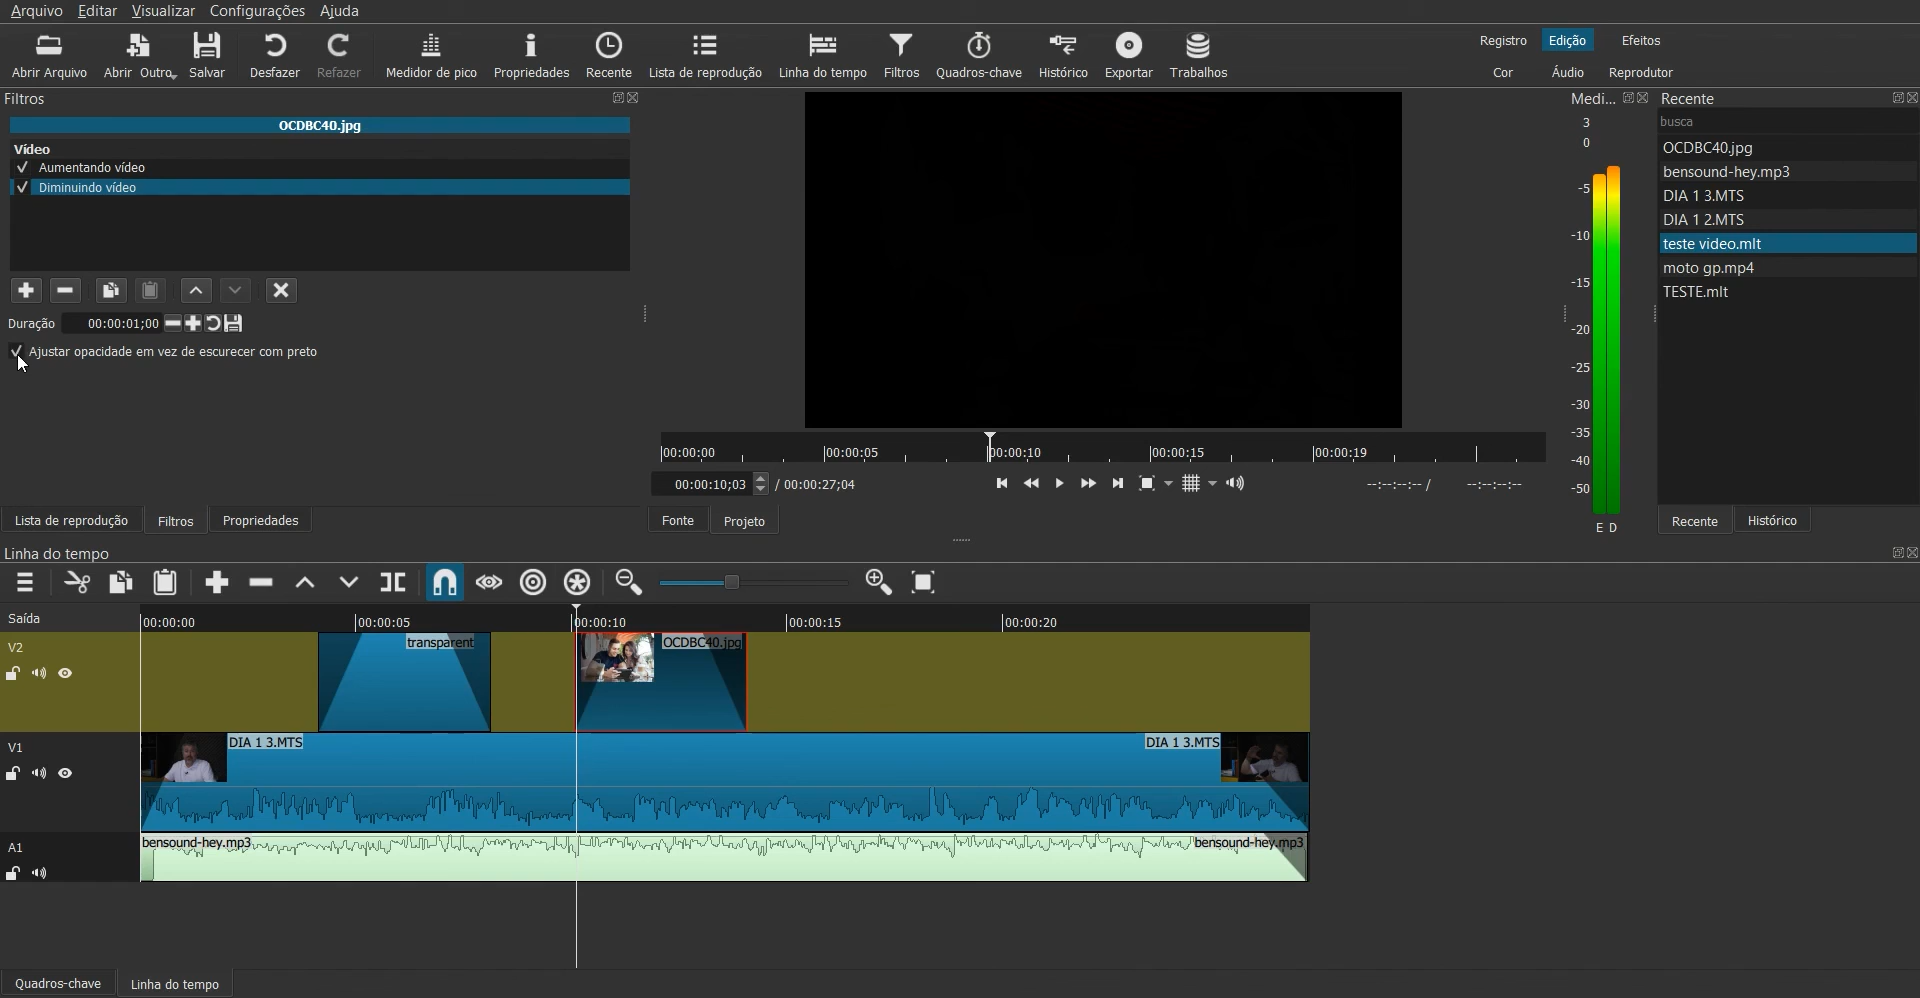 Arquivo Editar Visualizar Configurações Ajuda
Abrir Arquivo Abrir Outro Salvar Desfazer Refazer Medidor de pico Propriedades Recente Lista de reprodução Linha do tempo Filtros Quadros-chave Histórico Exportar Trabalhos
Registro Edição Efeitos
Cor Áudio Reprodutor
Filtros
OCDBC40.jpg
Vídeo
Aumentando vídeo
Diminuindo vídeo
Duração 00:00:01;00
Ajustar opacidade em vez de escurecer com preto
Lista de reprodução Filtros Propriedades
00:00:00 00:00:05 00:00:10 00:00:15 00:00:19
00:00:10;03 / 00:00:27;04 --:--:--:-- / --:--:--:--
Fonte Projeto
Medi...
3
0
-5
-10
-15
-20
-25
-30
-35
-40
-50
E D
Recente
busca
OCDBC40.jpg
bensound-hey.mp3
DIA 1 3.MTS
DIA 1 2.MTS
teste video.mlt
moto gp.mp4
TESTE.mlt
Recente Histórico
Linha do tempo
Saída 00:00:00 00:00:05 00:00:10 00:00:15 00:00:20
V2 transparent OCDBC40.jpg
V1 DIA 1 3.MTS DIA 1 3.MTS
A1 bensound-hey.mp3 bensound-hey.mp3
Quadros-chave Linha do tempo